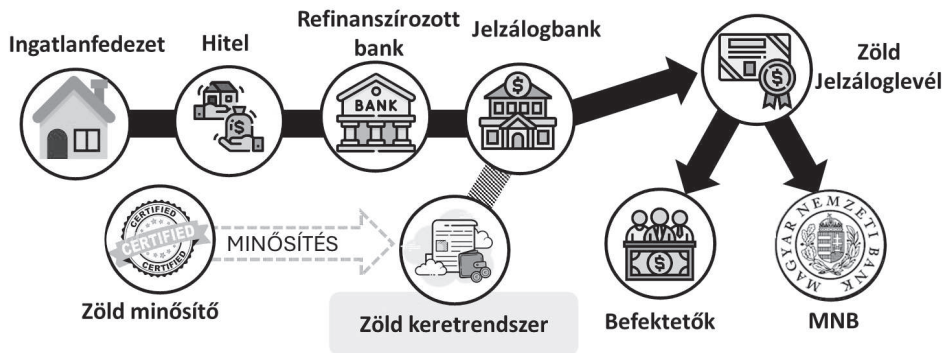 Ingatlanfedezet
Hitel
Refinanszírozott
bank
Jelzálogbank
Zöld
Jelzáloglevél
BANK
CERTIFIED
CERTIFIED
CERTIFIED
MINŐSÍTÉS
Zöld minősítő
Zöld keretrendszer
Befektetők
MAGYAR NEMZETI BANK
MNB